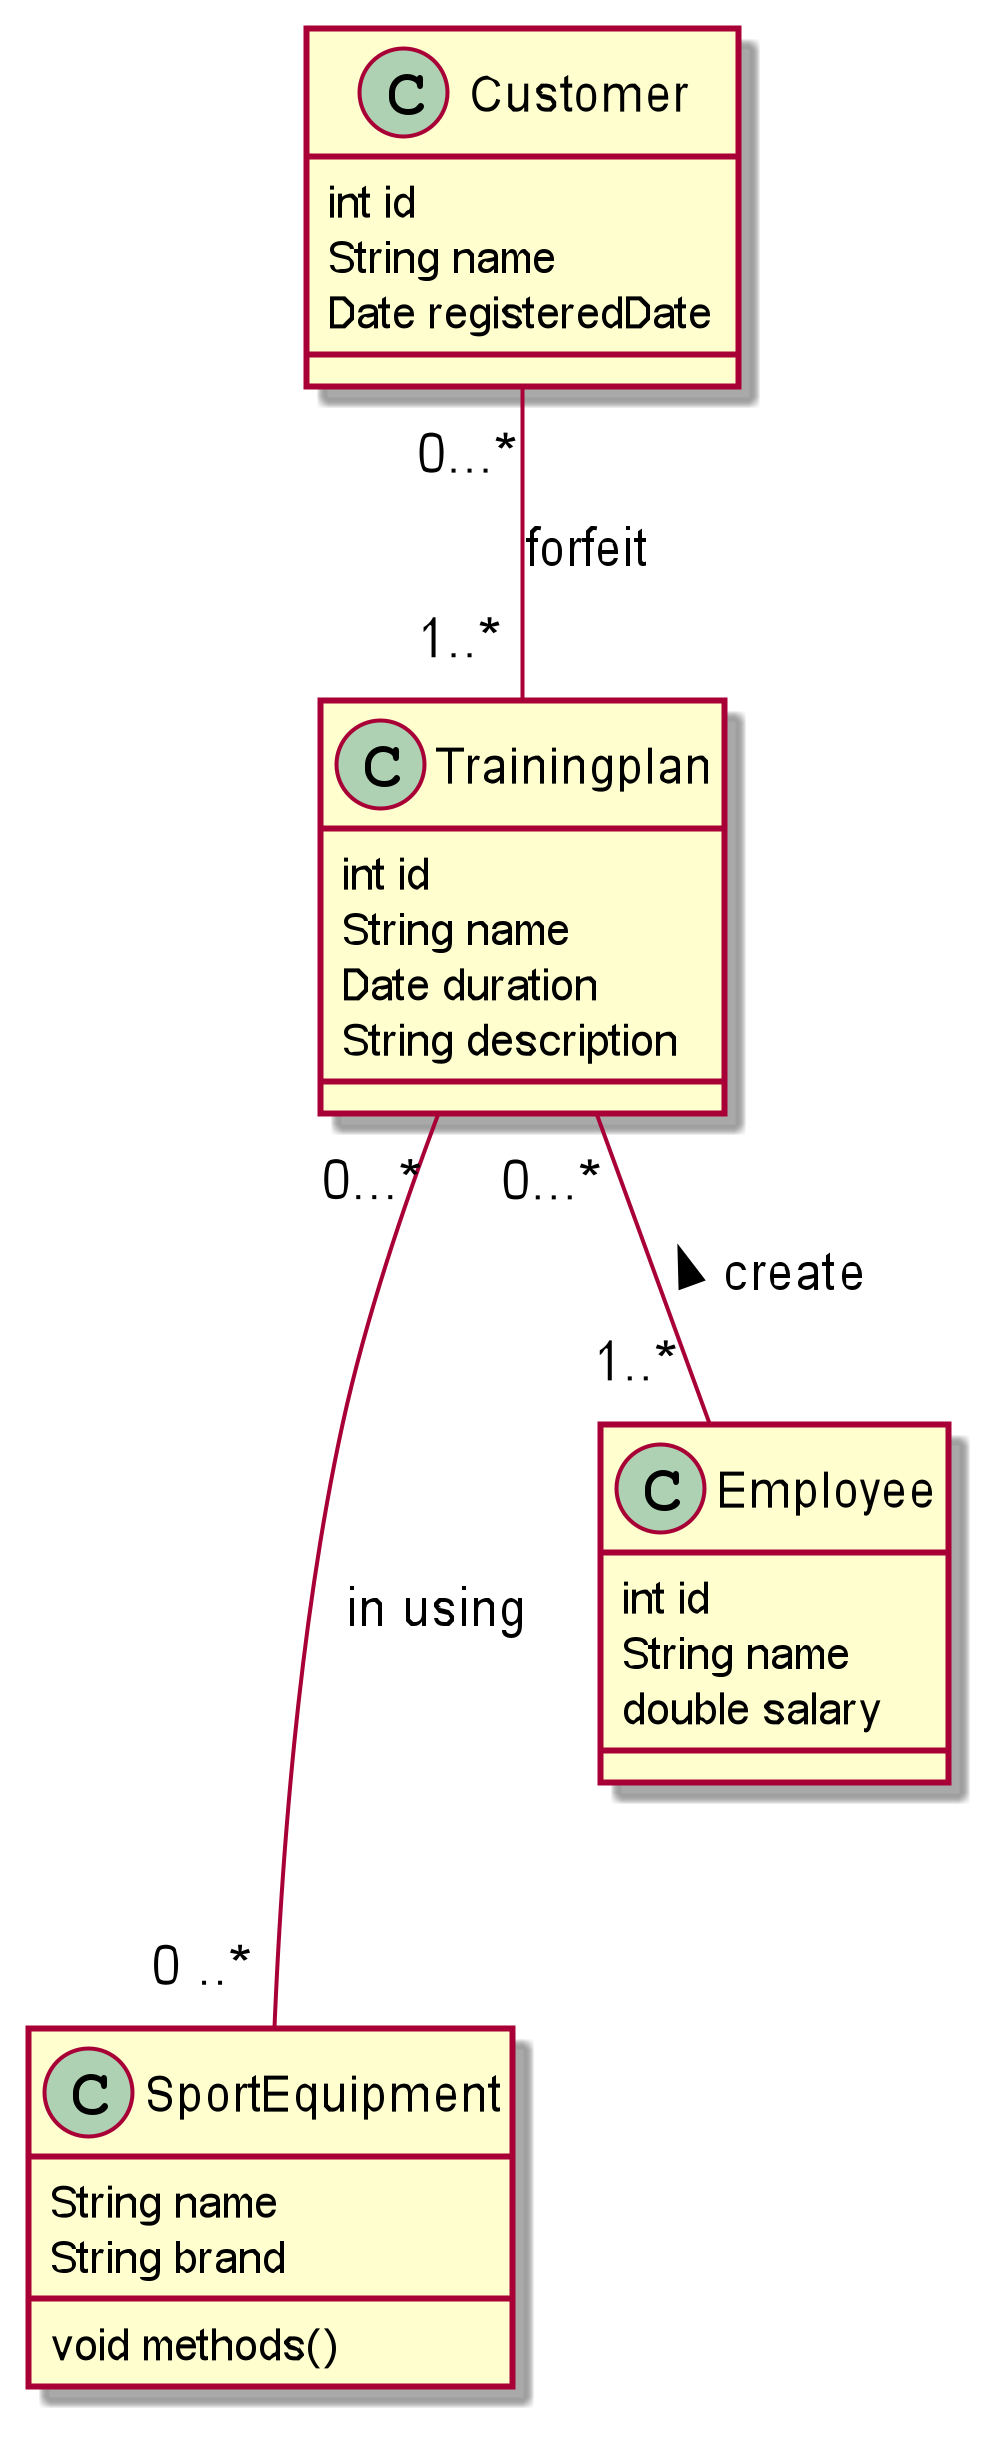 C Customer
int id
String name
Date registeredDate
0...*
forfeit
1..*
C Trainingplan
int id
String name
Date duration
String description
0...* 0...*
create
1..*
C Employee
int id
String name
double salary
in using
0 ..*
C SportEquipment
String name
String brand
void methods()